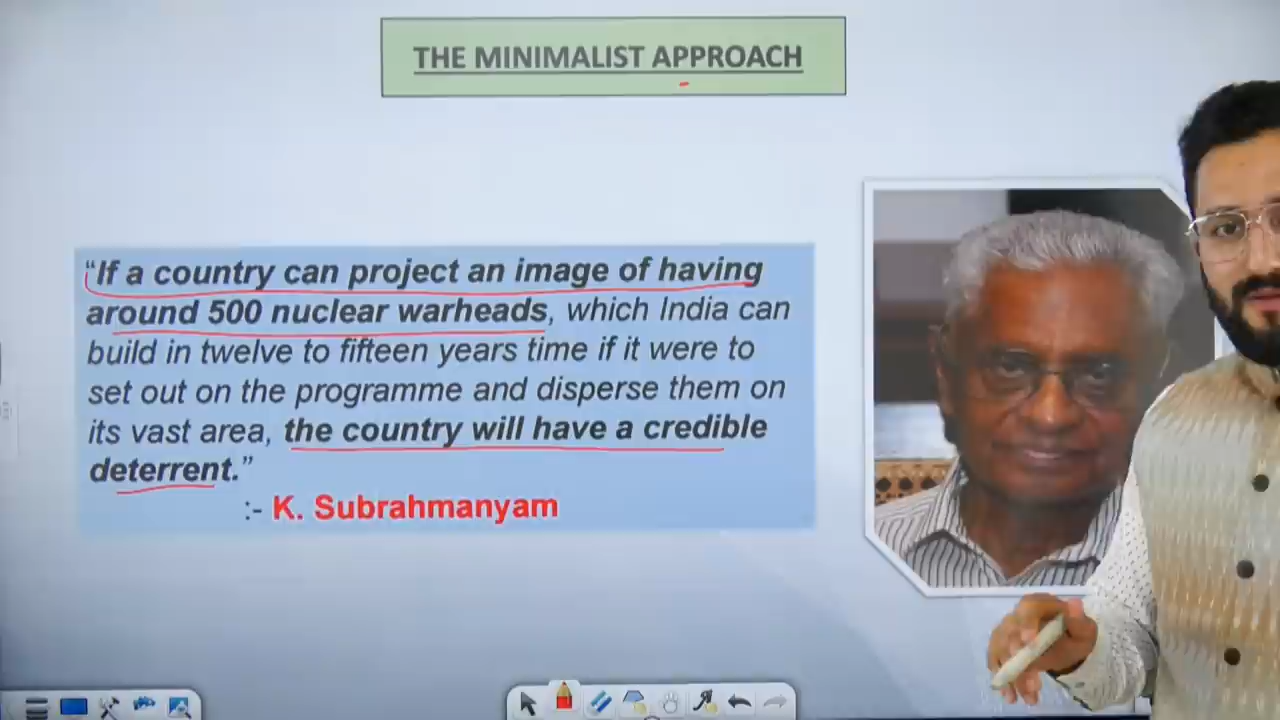 THE MINIMALIST APPROACH
“If a country can project an image of having
around 500 nuclear warheads, which India can
build in twelve to fifteen years time if it were to
set out on the programme and disperse them on
its vast area, the country will have a credible
deterrent.”
:- K. Subrahmanyam